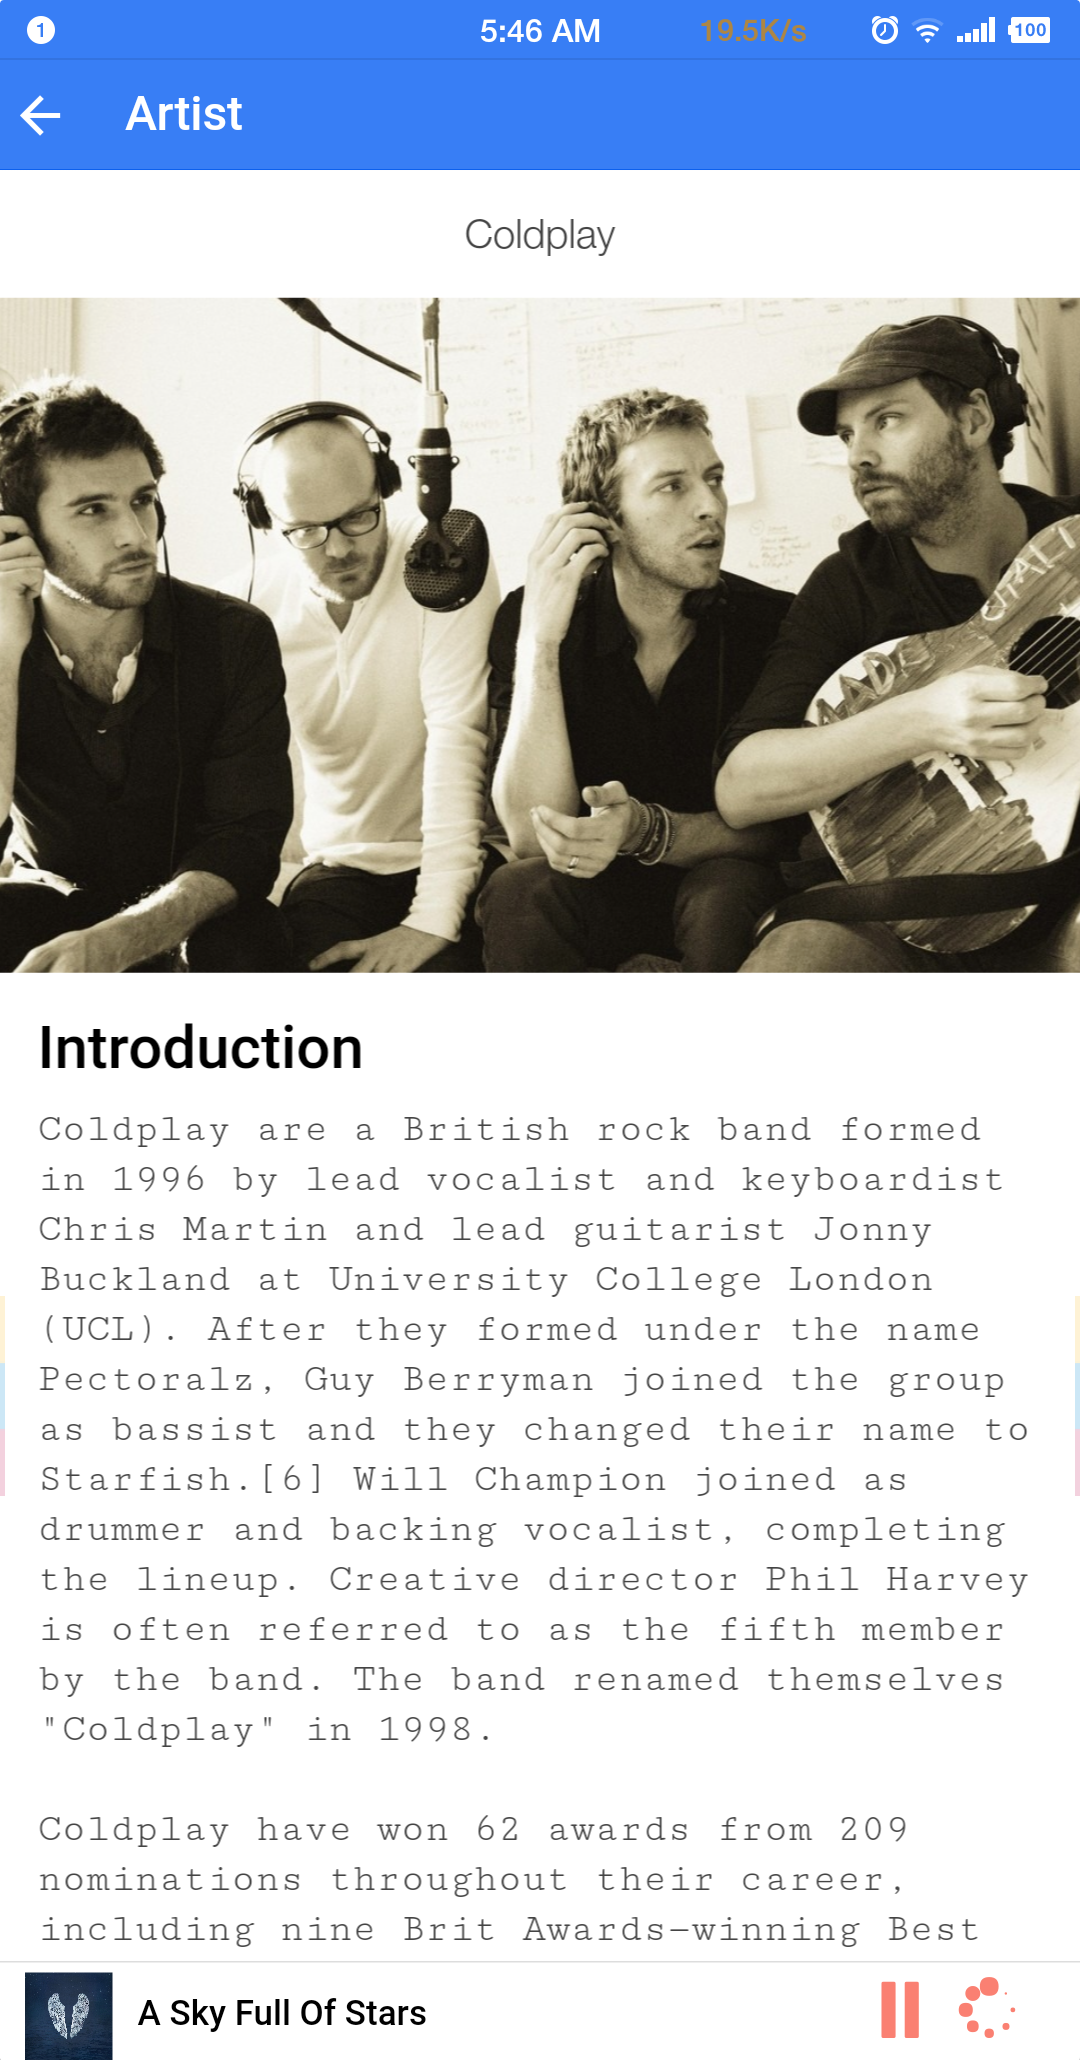 1
5:46 AM
19.5K/s
100
Artist
Coldplay
Introduction
Coldplay are a British rock band formed
in 1996 by lead vocalist and keyboardist
Chris Martin and lead guitarist Jonny
Buckland at University College London
(UCL). After they formed under the name
Pectoralz, Guy Berryman joined the group
as bassist and they changed their name to
Starfish.[6] Will Champion joined as
drummer and backing vocalist, completing
the lineup. Creative director Phil Harvey
is often referred to as the fifth member
by the band. The band renamed themselves
"Coldplay" in 1998.
Coldplay have won 62 awards from 209
nominations throughout their career,
including nine Brit Awards—winning Best
A Sky Full Of Stars